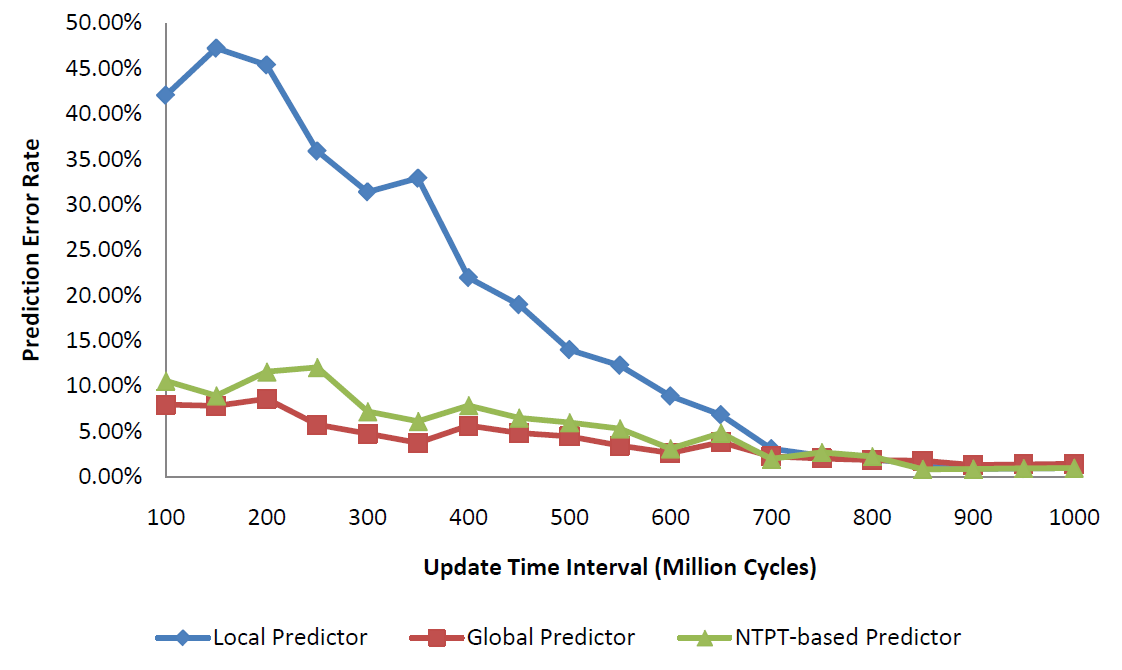 50.00%
45.00%
40.00%
35.00%
30.00%
25.00%
20.00%
15.00%
10.00%
5.00%
0.00%
Prediction Error Rate
100 200 300 400 500 600 700 800 900 1000
Update Time Interval (Million Cycles)
Local Predictor Global Predictor NTPT-based Predictor